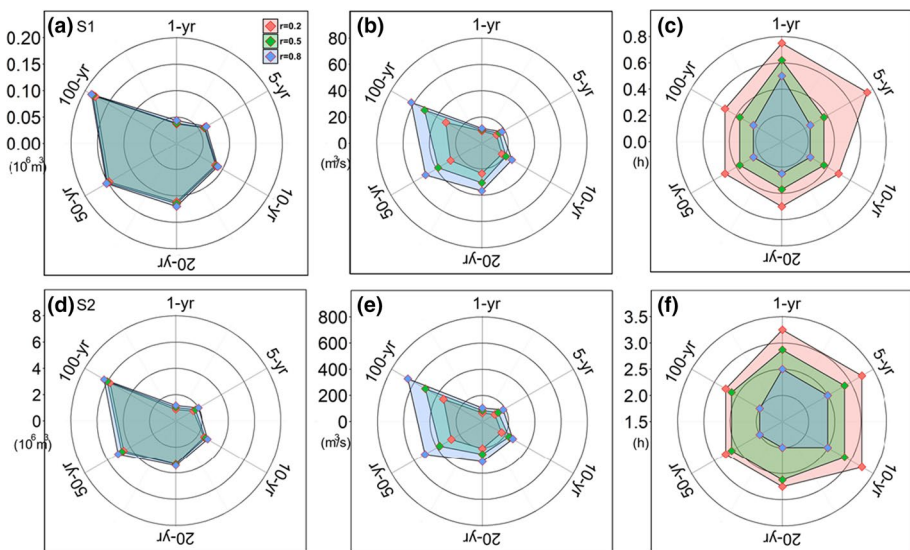 (a) S1
1-yr
5-yr
10-yr
20-yr
50-yr
100-yr
0.20
0.15
0.10
0.05
0.00
(10⁶m³)
r=0.2
r=0.5
r=0.8
(b)
1-yr
5-yr
10-yr
20-yr
50-yr
100-yr
80
60
40
20
0
(m³/s)
(c)
1-yr
5-yr
10-yr
20-yr
50-yr
100-yr
0.8
0.6
0.4
0.2
0.0
(h)
(d) S2
1-yr
5-yr
10-yr
20-yr
50-yr
100-yr
8
6
4
2
0
(10⁶m³)
(e)
1-yr
5-yr
10-yr
20-yr
50-yr
100-yr
800
600
400
200
0
(m³s)
(f)
1-yr
5-yr
10-yr
20-yr
50-yr
100-yr
3.5
3.0
2.5
2.0
1.5
(h)